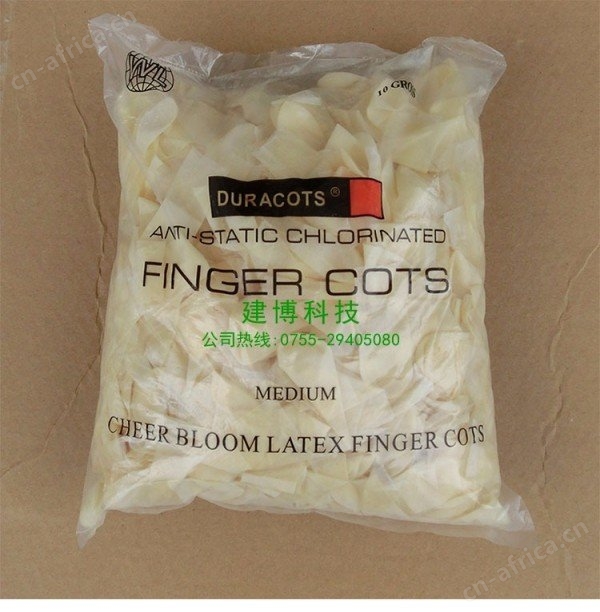 cn-africa.cn
10 GROSS
DURACOTS®
ANTI-STATIC CHLORINATED
FINGER COTS
建博科技
公司热线:0755-29405080
MEDIUM
CHEER BLOOM LATEX FINGER COTS
cn-africa.cn